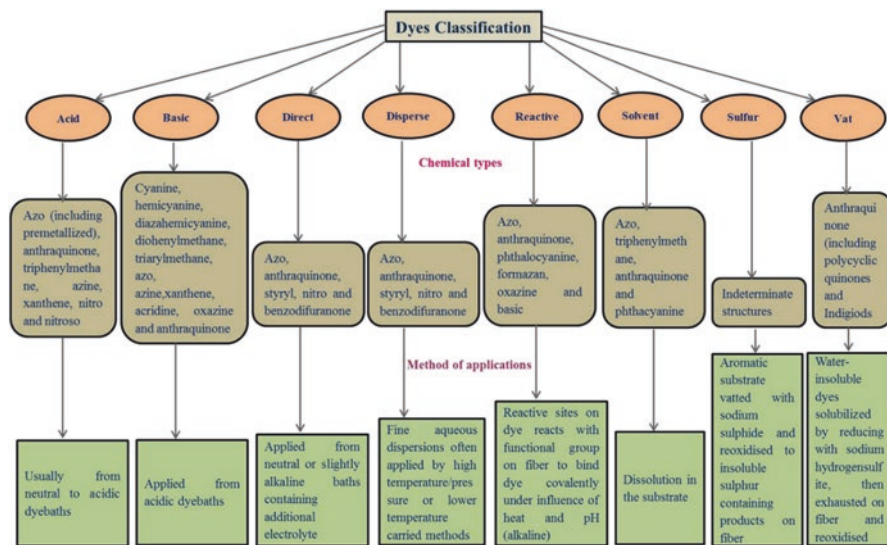 Dyes Classification
Acid
Basic
Direct
Disperse
Reactive
Solvent
Sulfur
Vat
Chemical types
Azo (including
premetallized),
anthraquinone,
triphenylmetha
ne, azine,
xanthene, nitro
and nitroso
Cyanine,
hemicyanine,
diazahemicyanine,
diohenylmethane,
triarylmethane,
azo,
azine,xanthene,
acridine, oxazine
and anthraquinone
Azo,
anthraquinone,
styryl, nitro and
benzodifuranone
Azo, anthraquinone,
styryl, nitro and
benzodifuranone
Azo,
anthraquinone,
phthalocyanine,
formazan,
oxazine and
basic
Azo,
triphenylmeth
ane,
anthraquinone
and
phthacyanine
Indeterminate
structures
Anthraqui
none
(including
polycyclic
quinones
and
Indigiods
Method of applications
Usually from
neutral to acidic
dyebaths
Applied from
acidic dyebaths
Applied from
neutral or slightly
alkaline baths
containing
additional
electrolyte
Fine aqueous
dispersions often
applied by high
temperature/pres
sure or lower
temperature
carried methods
Reactive sites on
dye reacts with
functional group
on fiber to bind
dye covalently
under influence of
heat and pH
(alkaline)
Dissolution in
the substrate
Aromatic
substrate
vatted with
sodium
sulphide and
reoxidised to
insoluble
sulphur
containing
products on
fiber
Water-
insoluble
dyes
solubilized
by reducing
with sodium
hydrogensulf
ite, then
exhausted on
fiber and
reoxidised